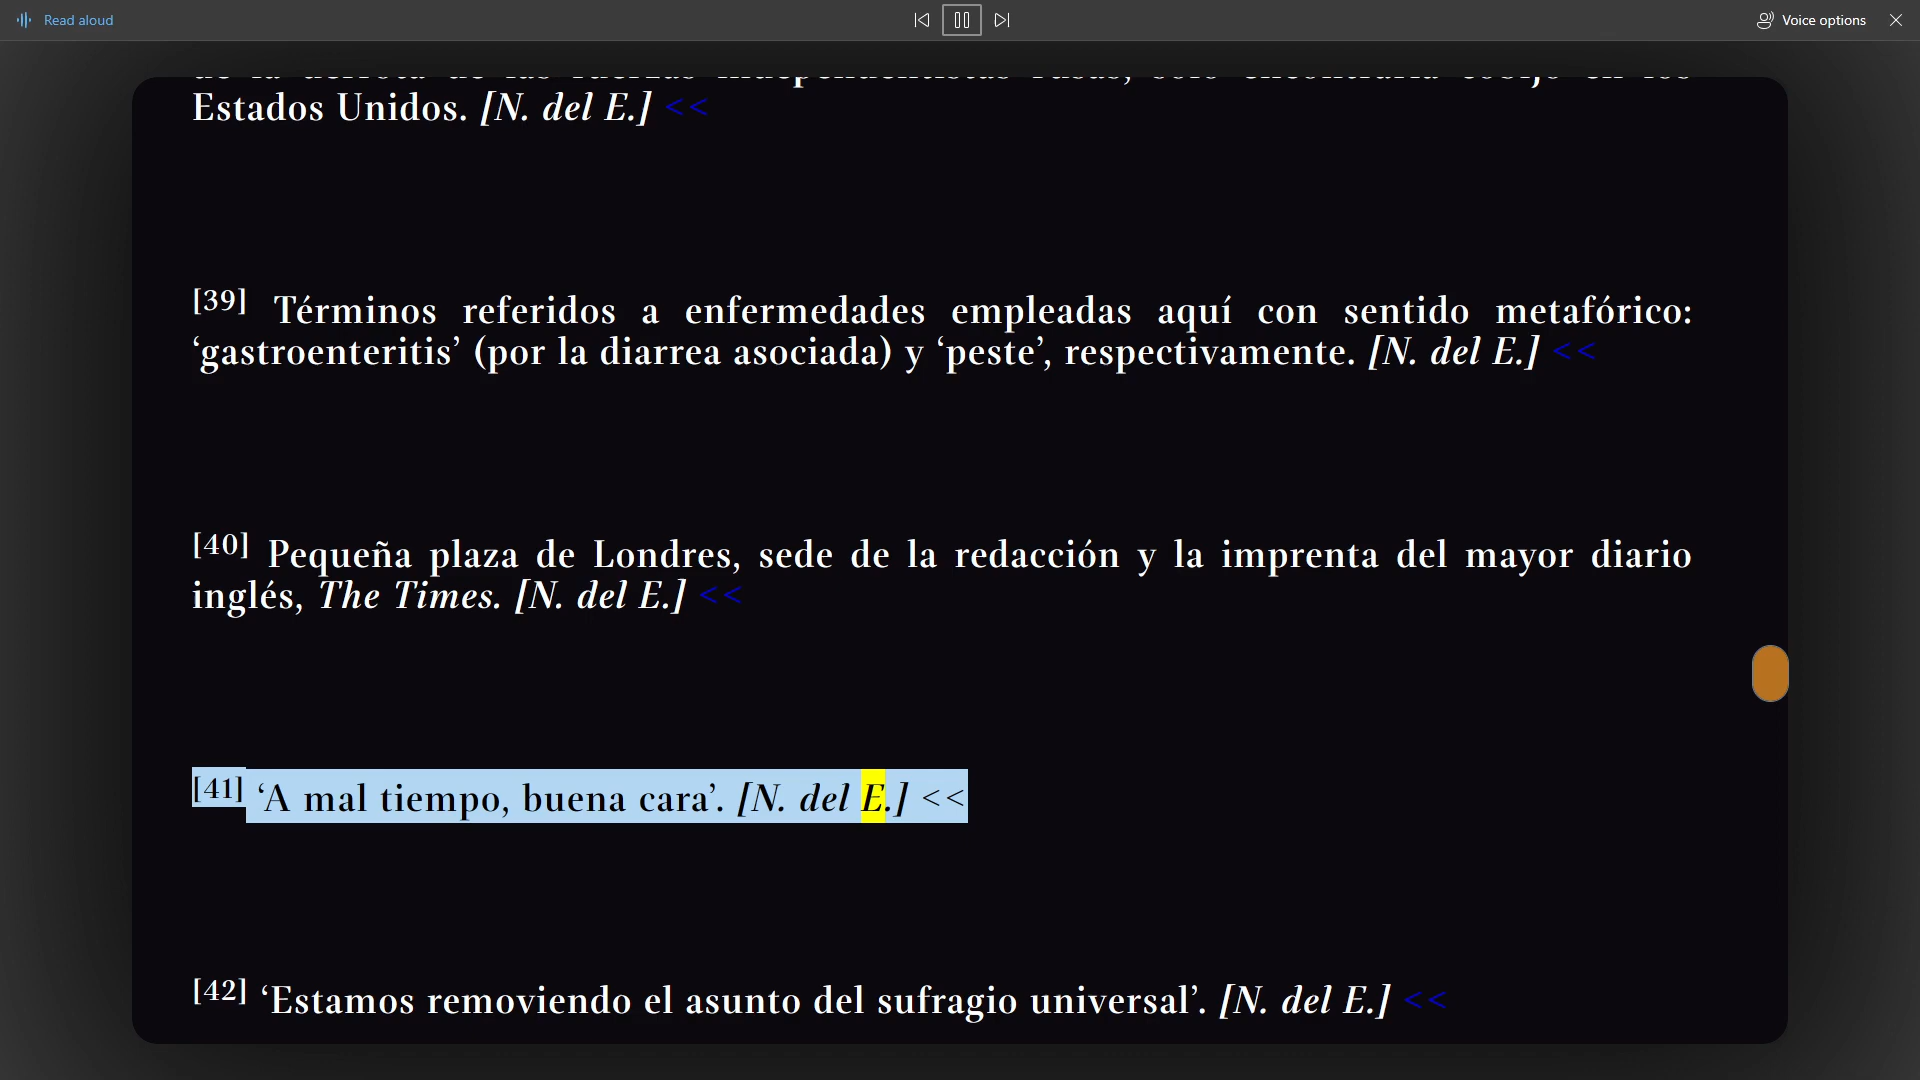 Read aloud
Voice options
Estados Unidos. [N. del E.] <<
[39] Términos referidos a enfermedades empleadas aquí con sentido metafórico:
‘gastroenteritis’ (por la diarrea asociada) y ‘peste’, respectivamente. [N. del E.] <<
[40] Pequeña plaza de Londres, sede de la redacción y la imprenta del mayor diario
inglés, The Times. [N. del E.] <<
[41] ‘A mal tiempo, buena cara’. [N. del E.] <<
[42] ‘Estamos removiendo el asunto del sufragio universal’. [N. del E.] <<